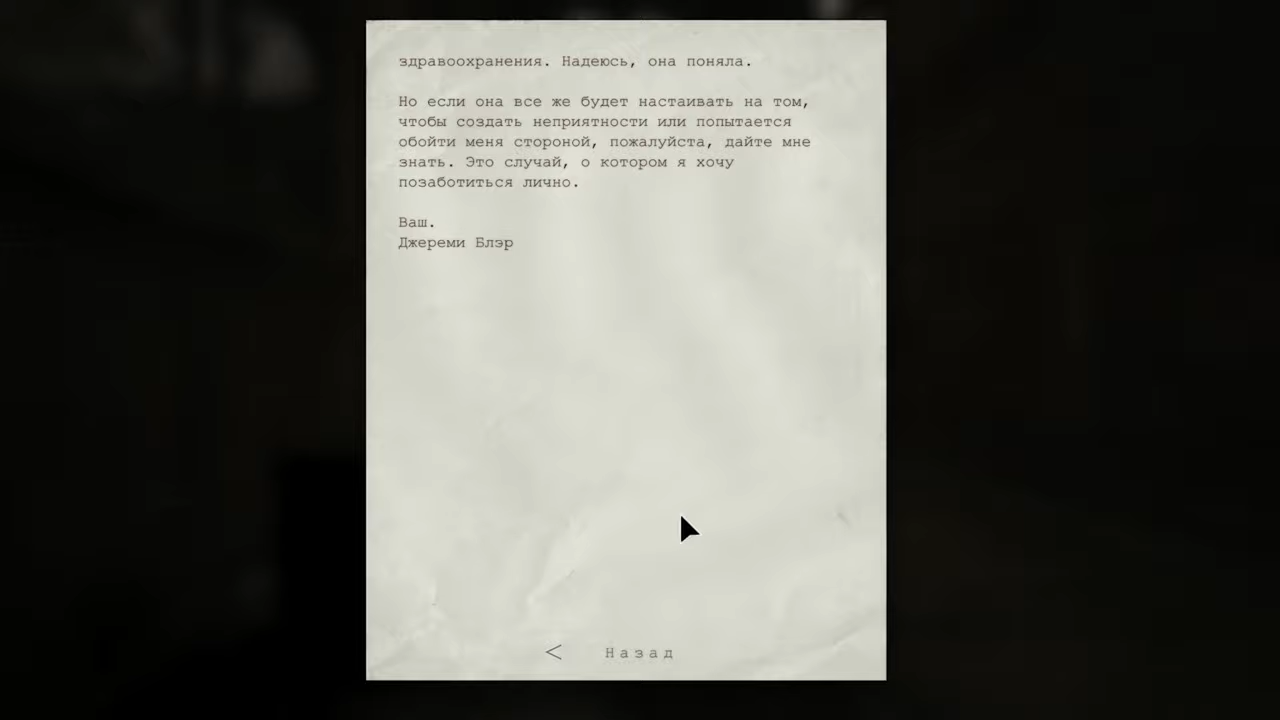 здравоохранения. Надеюсь, она поняла.
Но если она все же будет настаивать на том,
чтобы создать неприятности или попытается
обойти меня стороной, пожалуйста, дайте мне
знать. Это случай, о котором я хочу
позаботиться лично.
Ваш.
Джереми Блэр
< Назад